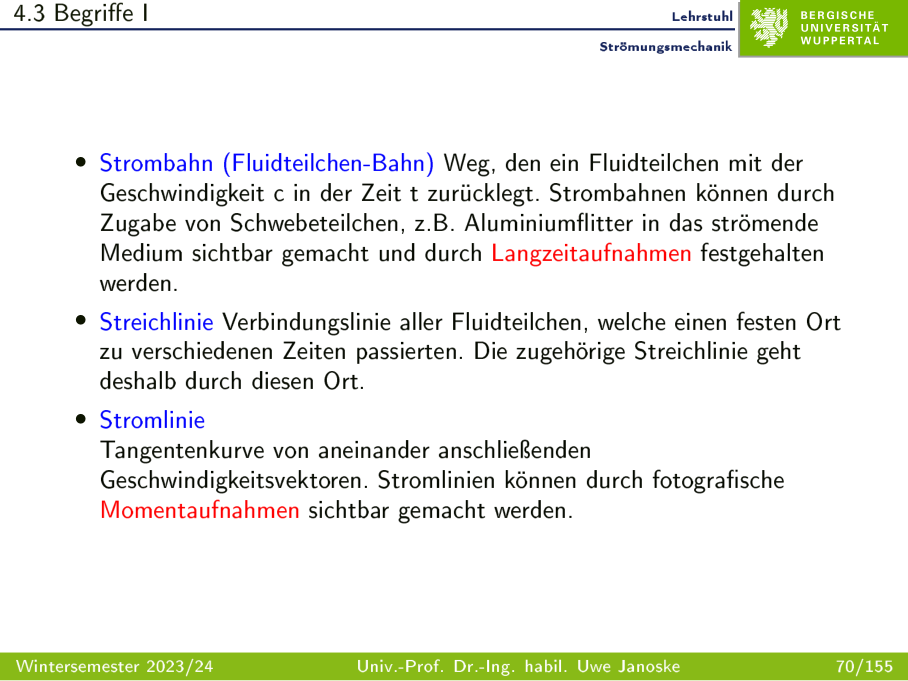 4.3 Begriffe I
Lehrstuhl
Strömungsmechanik
BERGISCHE
UNIVERSITÄT
WUPPERTAL
• Strombahn (Fluidteilchen-Bahn) Weg, den ein Fluidteilchen mit der
Geschwindigkeit c in der Zeit t zurücklegt. Strombahnen können durch
Zugabe von Schwebeteilchen, z.B. Aluminiumflitter in das strömende
Medium sichtbar gemacht und durch Langzeitaufnahmen festgehalten
werden.
• Streichlinie Verbindungslinie aller Fluidteilchen, welche einen festen Ort
zu verschiedenen Zeiten passierten. Die zugehörige Streichlinie geht
deshalb durch diesen Ort.
• Stromlinie
Tangentenkurve von aneinander anschließenden
Geschwindigkeitsvektoren. Stromlinien können durch fotografische
Momentaufnahmen sichtbar gemacht werden.
Wintersemester 2023/24
Univ.-Prof. Dr.-Ing. habil. Uwe Janoske
70/155